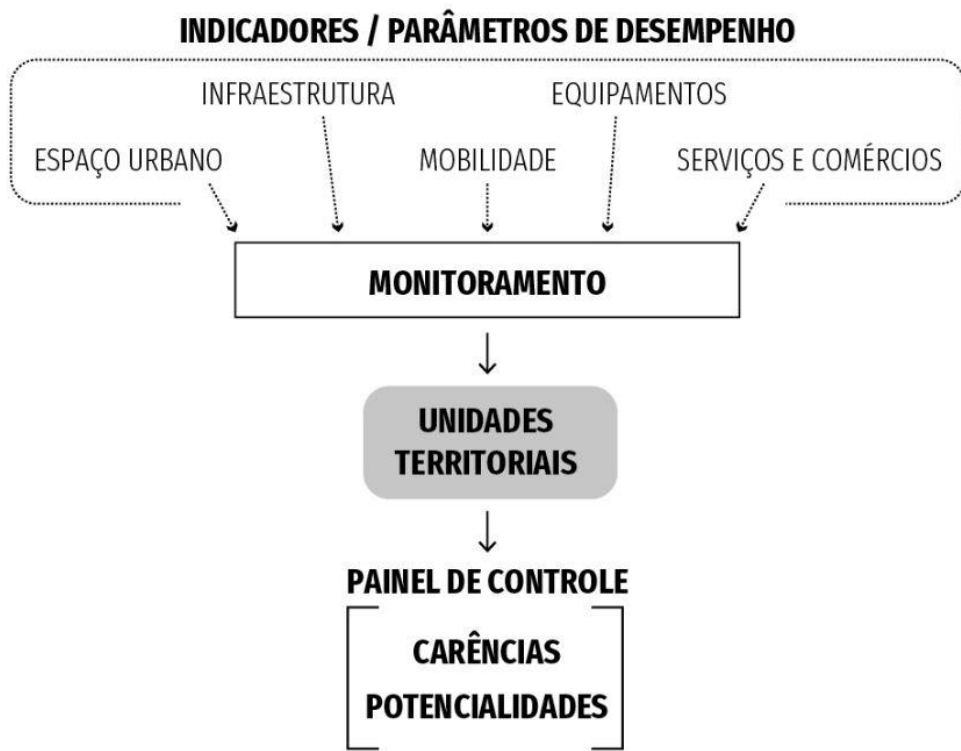 INDICADORES / PARÂMETROS DE DESEMPENHO
INFRAESTRUTURA
EQUIPAMENTOS
ESPAÇO URBANO
MOBILIDADE
SERVIÇOS E COMÉRCIOS
MONITORAMENTO
UNIDADES
TERRITORIAIS
PAINEL DE CONTROLE
CARÊNCIAS
POTENCIALIDADES